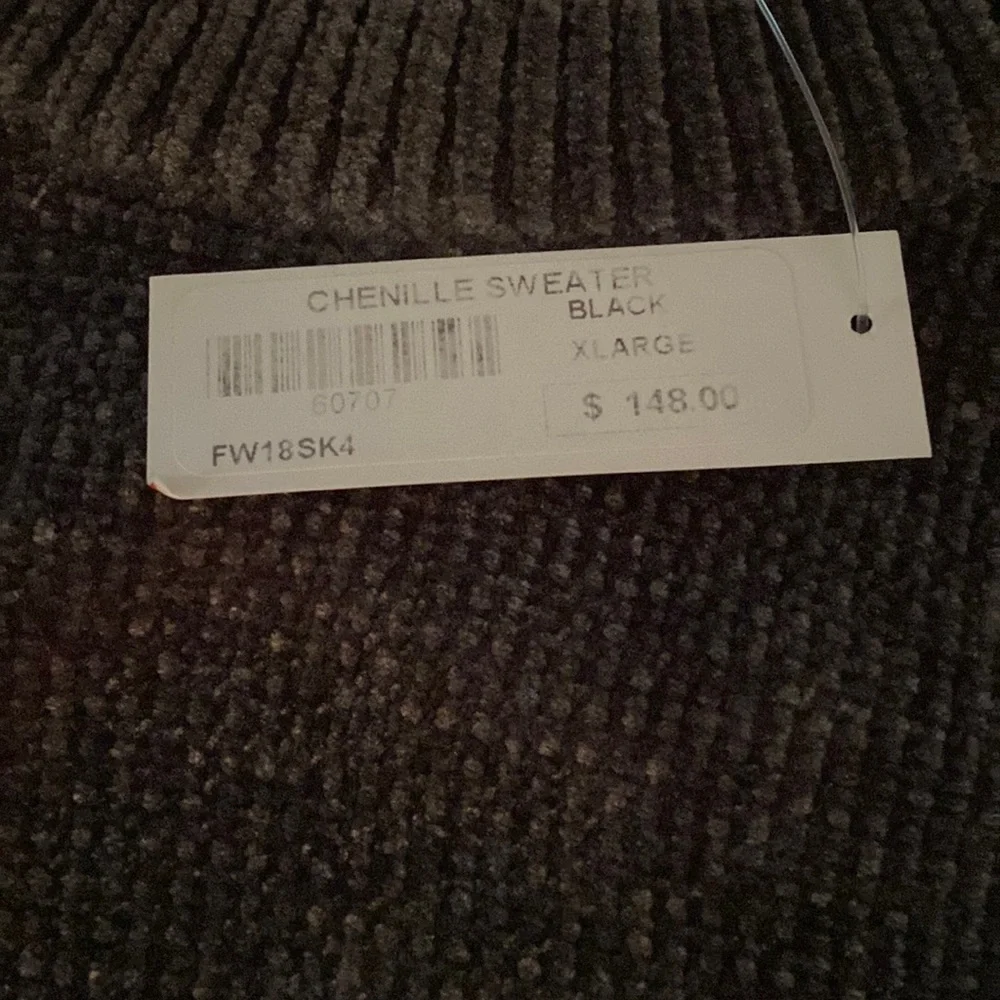 CHENILLE SWEATER
BLACK
XLARGE
60707
$ 148.00
FW18SK4